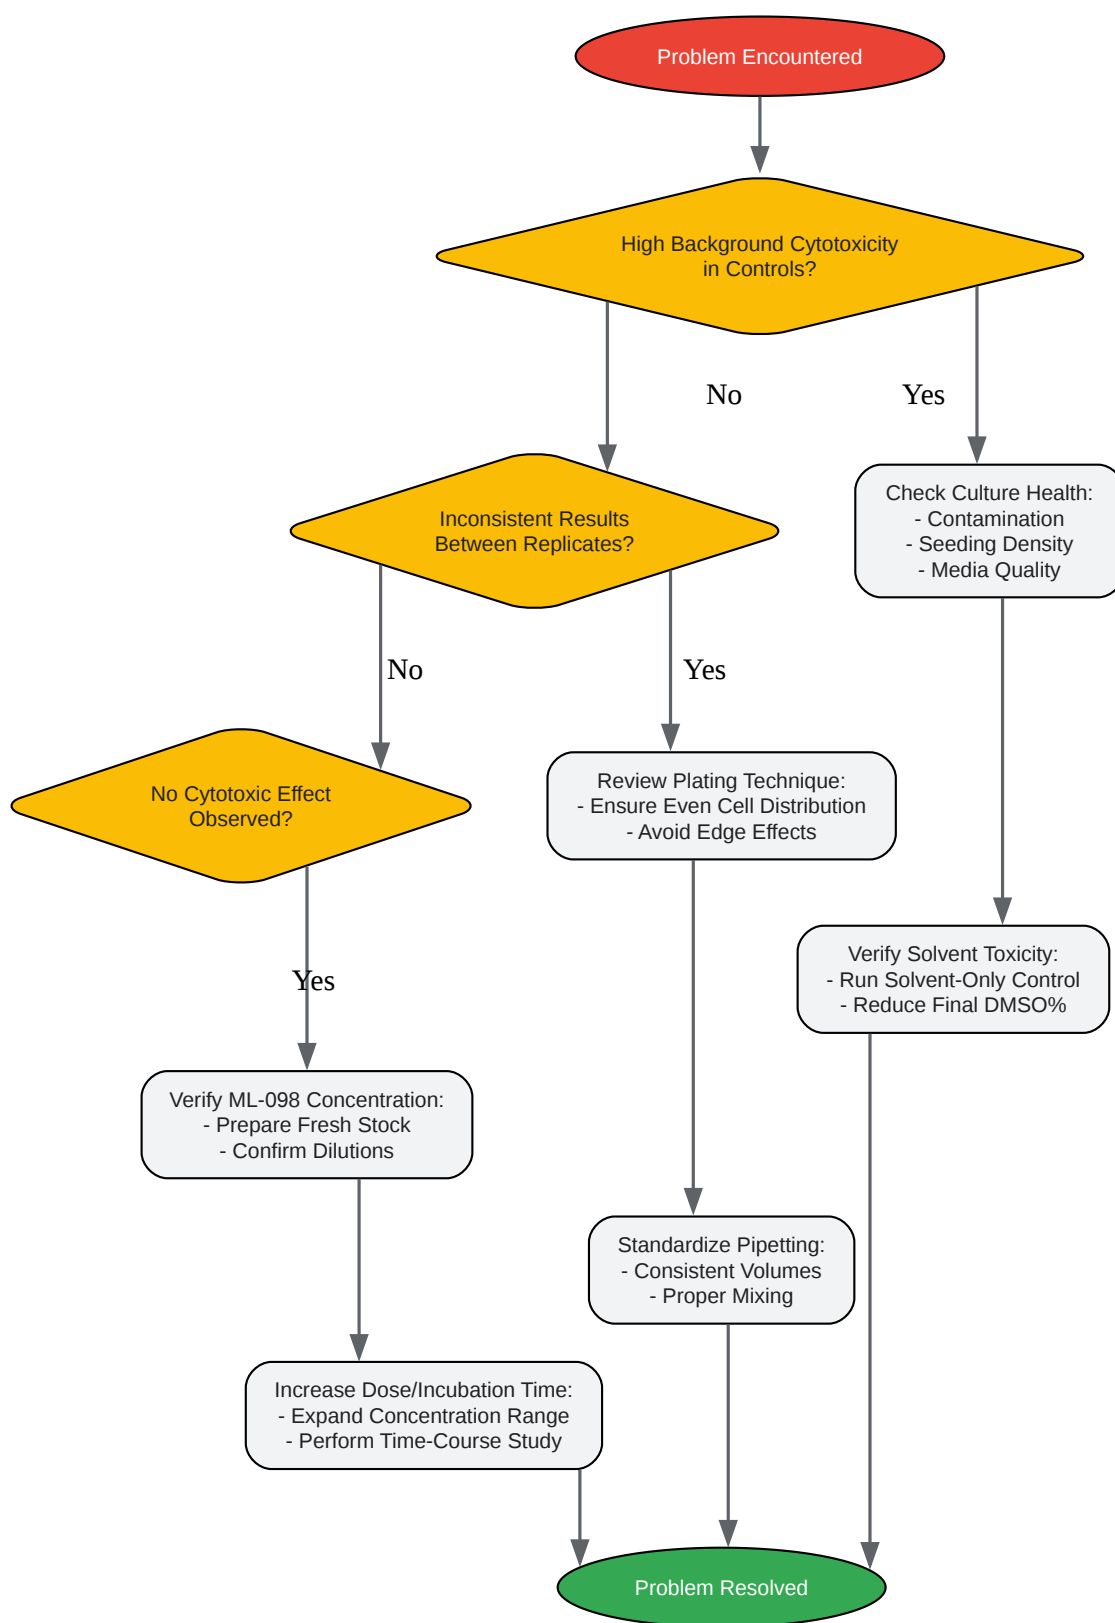 Problem Encountered
High Background Cytotoxicity
in Controls?
No
Yes
Inconsistent Results
Between Replicates?
Check Culture Health:
- Contamination
- Seeding Density
- Media Quality
No
Yes
No Cytotoxic Effect
Observed?
Review Plating Technique:
- Ensure Even Cell Distribution
- Avoid Edge Effects
Yes
Verify Solvent Toxicity:
- Run Solvent-Only Control
- Reduce Final DMSO%
Verify ML-098 Concentration:
- Prepare Fresh Stock
- Confirm Dilutions
Standardize Pipetting:
- Consistent Volumes
- Proper Mixing
Increase Dose/Incubation Time:
- Expand Concentration Range
- Perform Time-Course Study
Problem Resolved